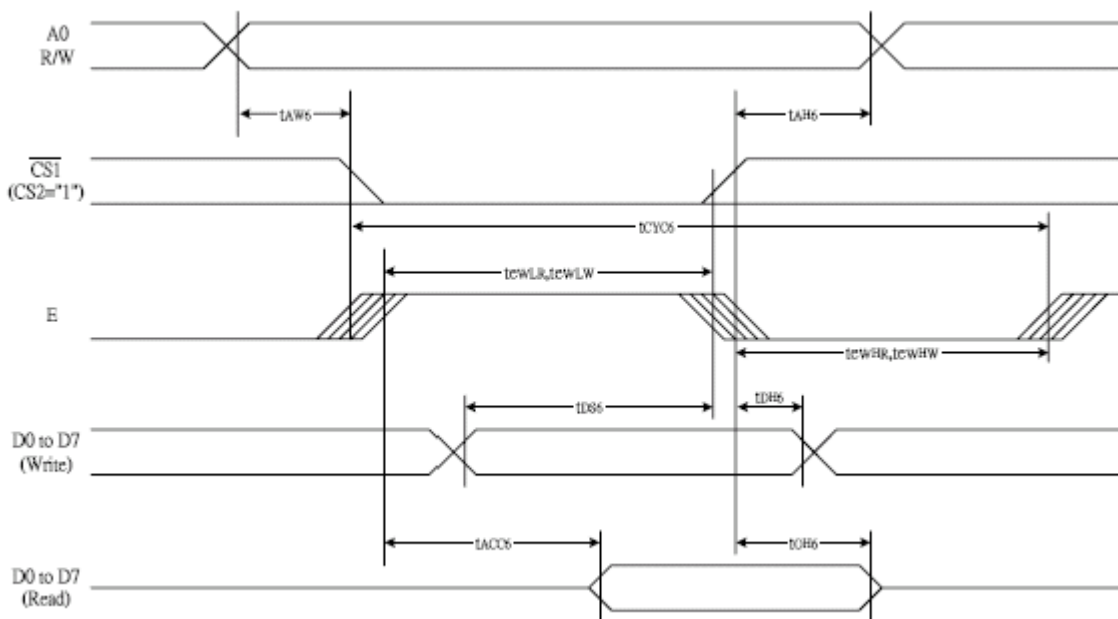 A0
R/W
tAW6
tAH6
CS1
(CS2="1")
tCYC6
tEWLR,tEWLW
E
tEWHR,tEWHW
tDS6
tDH6
D0 to D7
(Write)
tACC6
tOH6
D0 to D7
(Read)